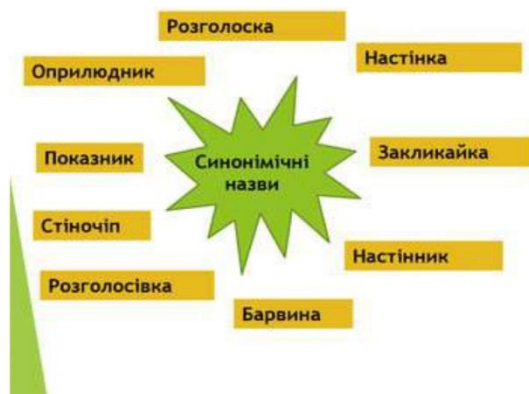 Розголоска
Настінка
Оприлюдник
Показник
Синонімічні
назви
Закликайка
Стіночіп
Настінник
Розголосівка
Барвина